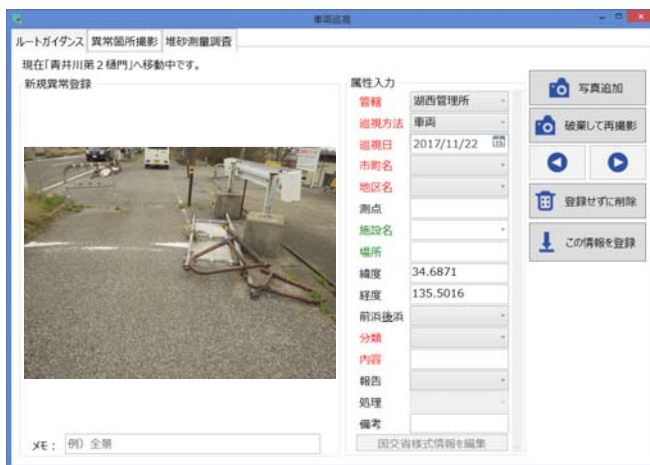 車両巡視
ルートガイダンス 異常箇所撮影 堆砂測量調査
現在「青井川第2樋門」へ移動中です。
新規異常登録
属性入力
管轄 湖西管理所
巡視方法 車両
巡視日 2017/11/22 15
市町名
地区名
測点
施設名
場所
緯度 34.6871
経度 135.5016
前浜後浜
分類
内容
報告
処理
備考
国交省様式情報を編集
メモ： 例）全景
写真追加
破棄して再撮影
登録せずに削除
この情報を登録